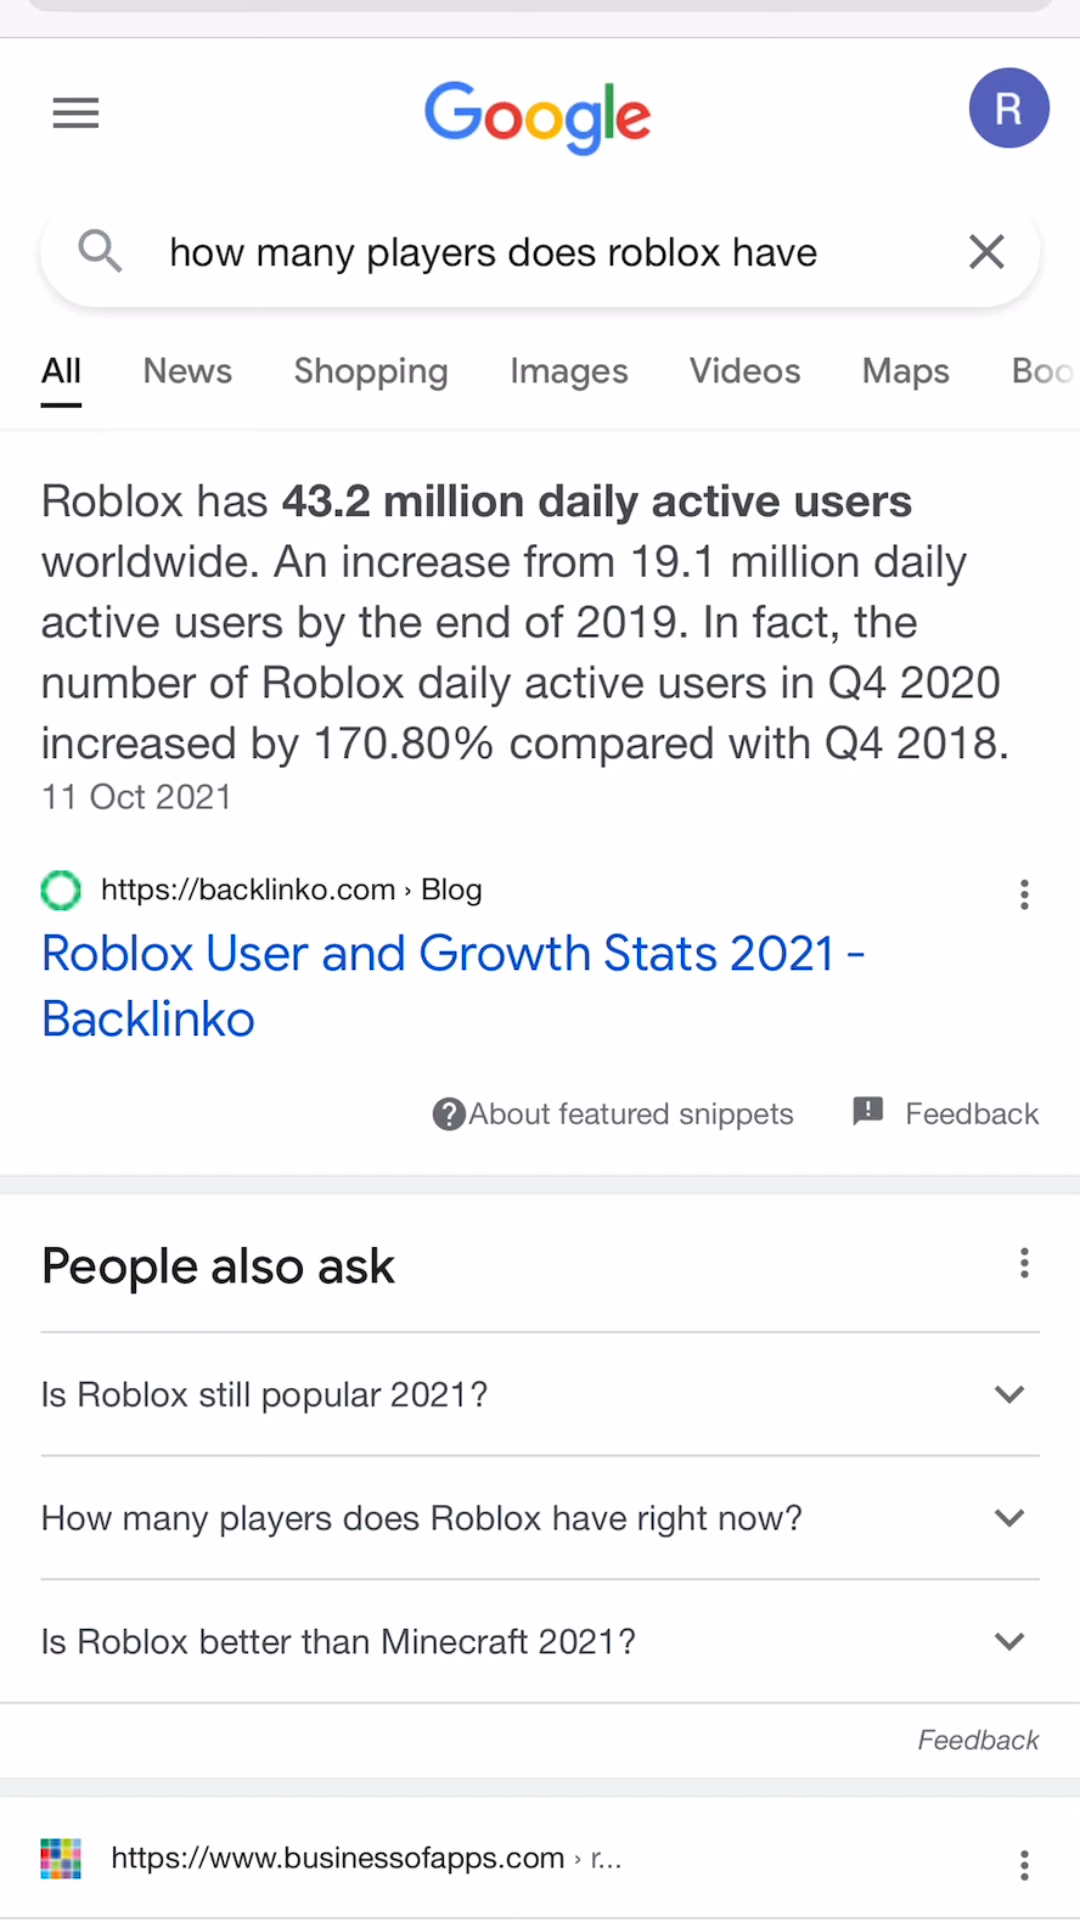 Google
R
how many players does roblox have
All News Shopping Images Videos Maps Boo
Roblox has 43.2 million daily active users
worldwide. An increase from 19.1 million daily
active users by the end of 2019. In fact, the
number of Roblox daily active users in Q4 2020
increased by 170.80% compared with Q4 2018.
11 Oct 2021
https://backlinko.com › Blog
Roblox User and Growth Stats 2021 -
Backlinko
About featured snippets Feedback
People also ask
Is Roblox still popular 2021?
How many players does Roblox have right now?
Is Roblox better than Minecraft 2021?
Feedback
https://www.businessofapps.com › r...